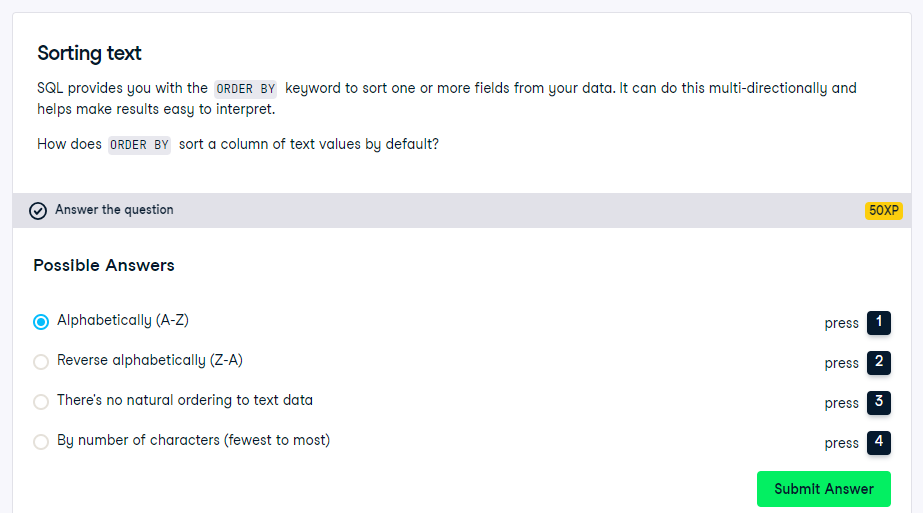 Sorting text
SQL provides you with the ORDER BY keyword to sort one or more fields from your data. It can do this multi-directionally and
helps make results easy to interpret.
How does ORDER BY sort a column of text values by default?
Answer the question
50XP
Possible Answers
Alphabetically (A-Z)
press 1
Reverse alphabetically (Z-A)
press 2
There's no natural ordering to text data
press 3
By number of characters (fewest to most)
press 4
Submit Answer